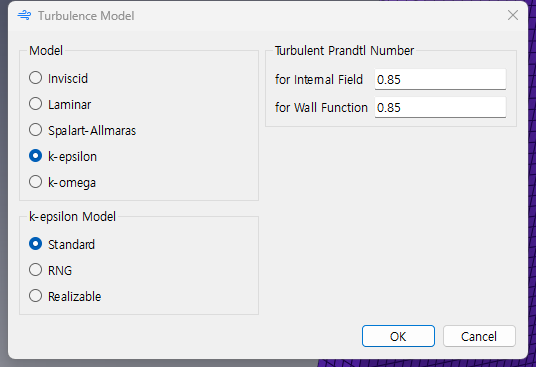 Turbulence Model
Model
Inviscid
Laminar
Spalart-Allmaras
k-epsilon
k-omega
k-epsilon Model
Standard
RNG
Realizable
Turbulent Prandtl Number
for Internal Field 0.85
for Wall Function 0.85
OK Cancel